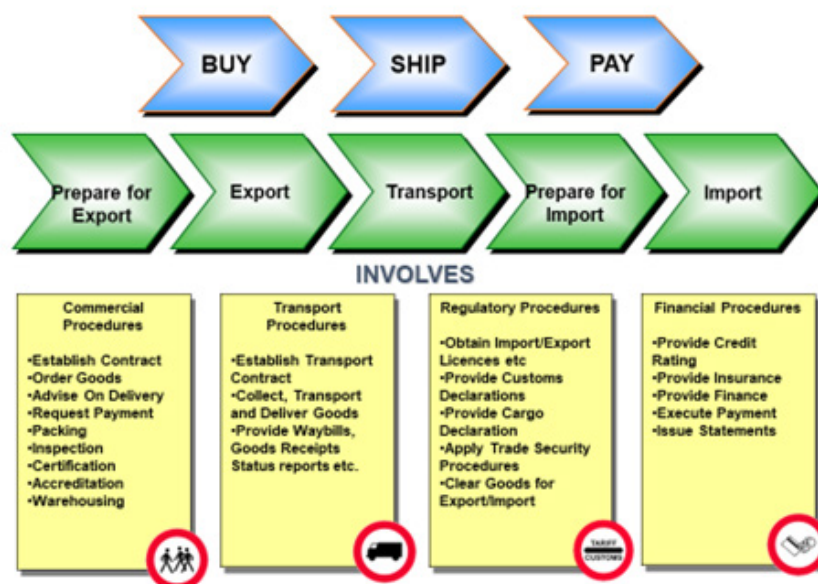 BUY
SHIP
PAY
Prepare for
Export
Export
Transport
Prepare for
Import
Import
INVOLVES
Commercial
Procedures
•Establish Contract
•Order Goods
•Advise On Delivery
•Request Payment
•Packing
•Inspection
•Certification
•Accreditation
•Warehousing
Transport
Procedures
•Establish Transport
Contract
•Collect, Transport
and Deliver Goods
•Provide Waybills,
Goods Receipts
Status reports etc.
Regulatory Procedures
•Obtain Import/Export
Licences etc
•Provide Customs
Declarations
•Provide Cargo
Declaration
•Apply Trade Security
Procedures
•Clear Goods for
Export/Import
TARIFF
CUSTOMS
Financial Procedures
•Provide Credit
Rating
•Provide Insurance
•Provide Finance
•Execute Payment
•Issue Statements